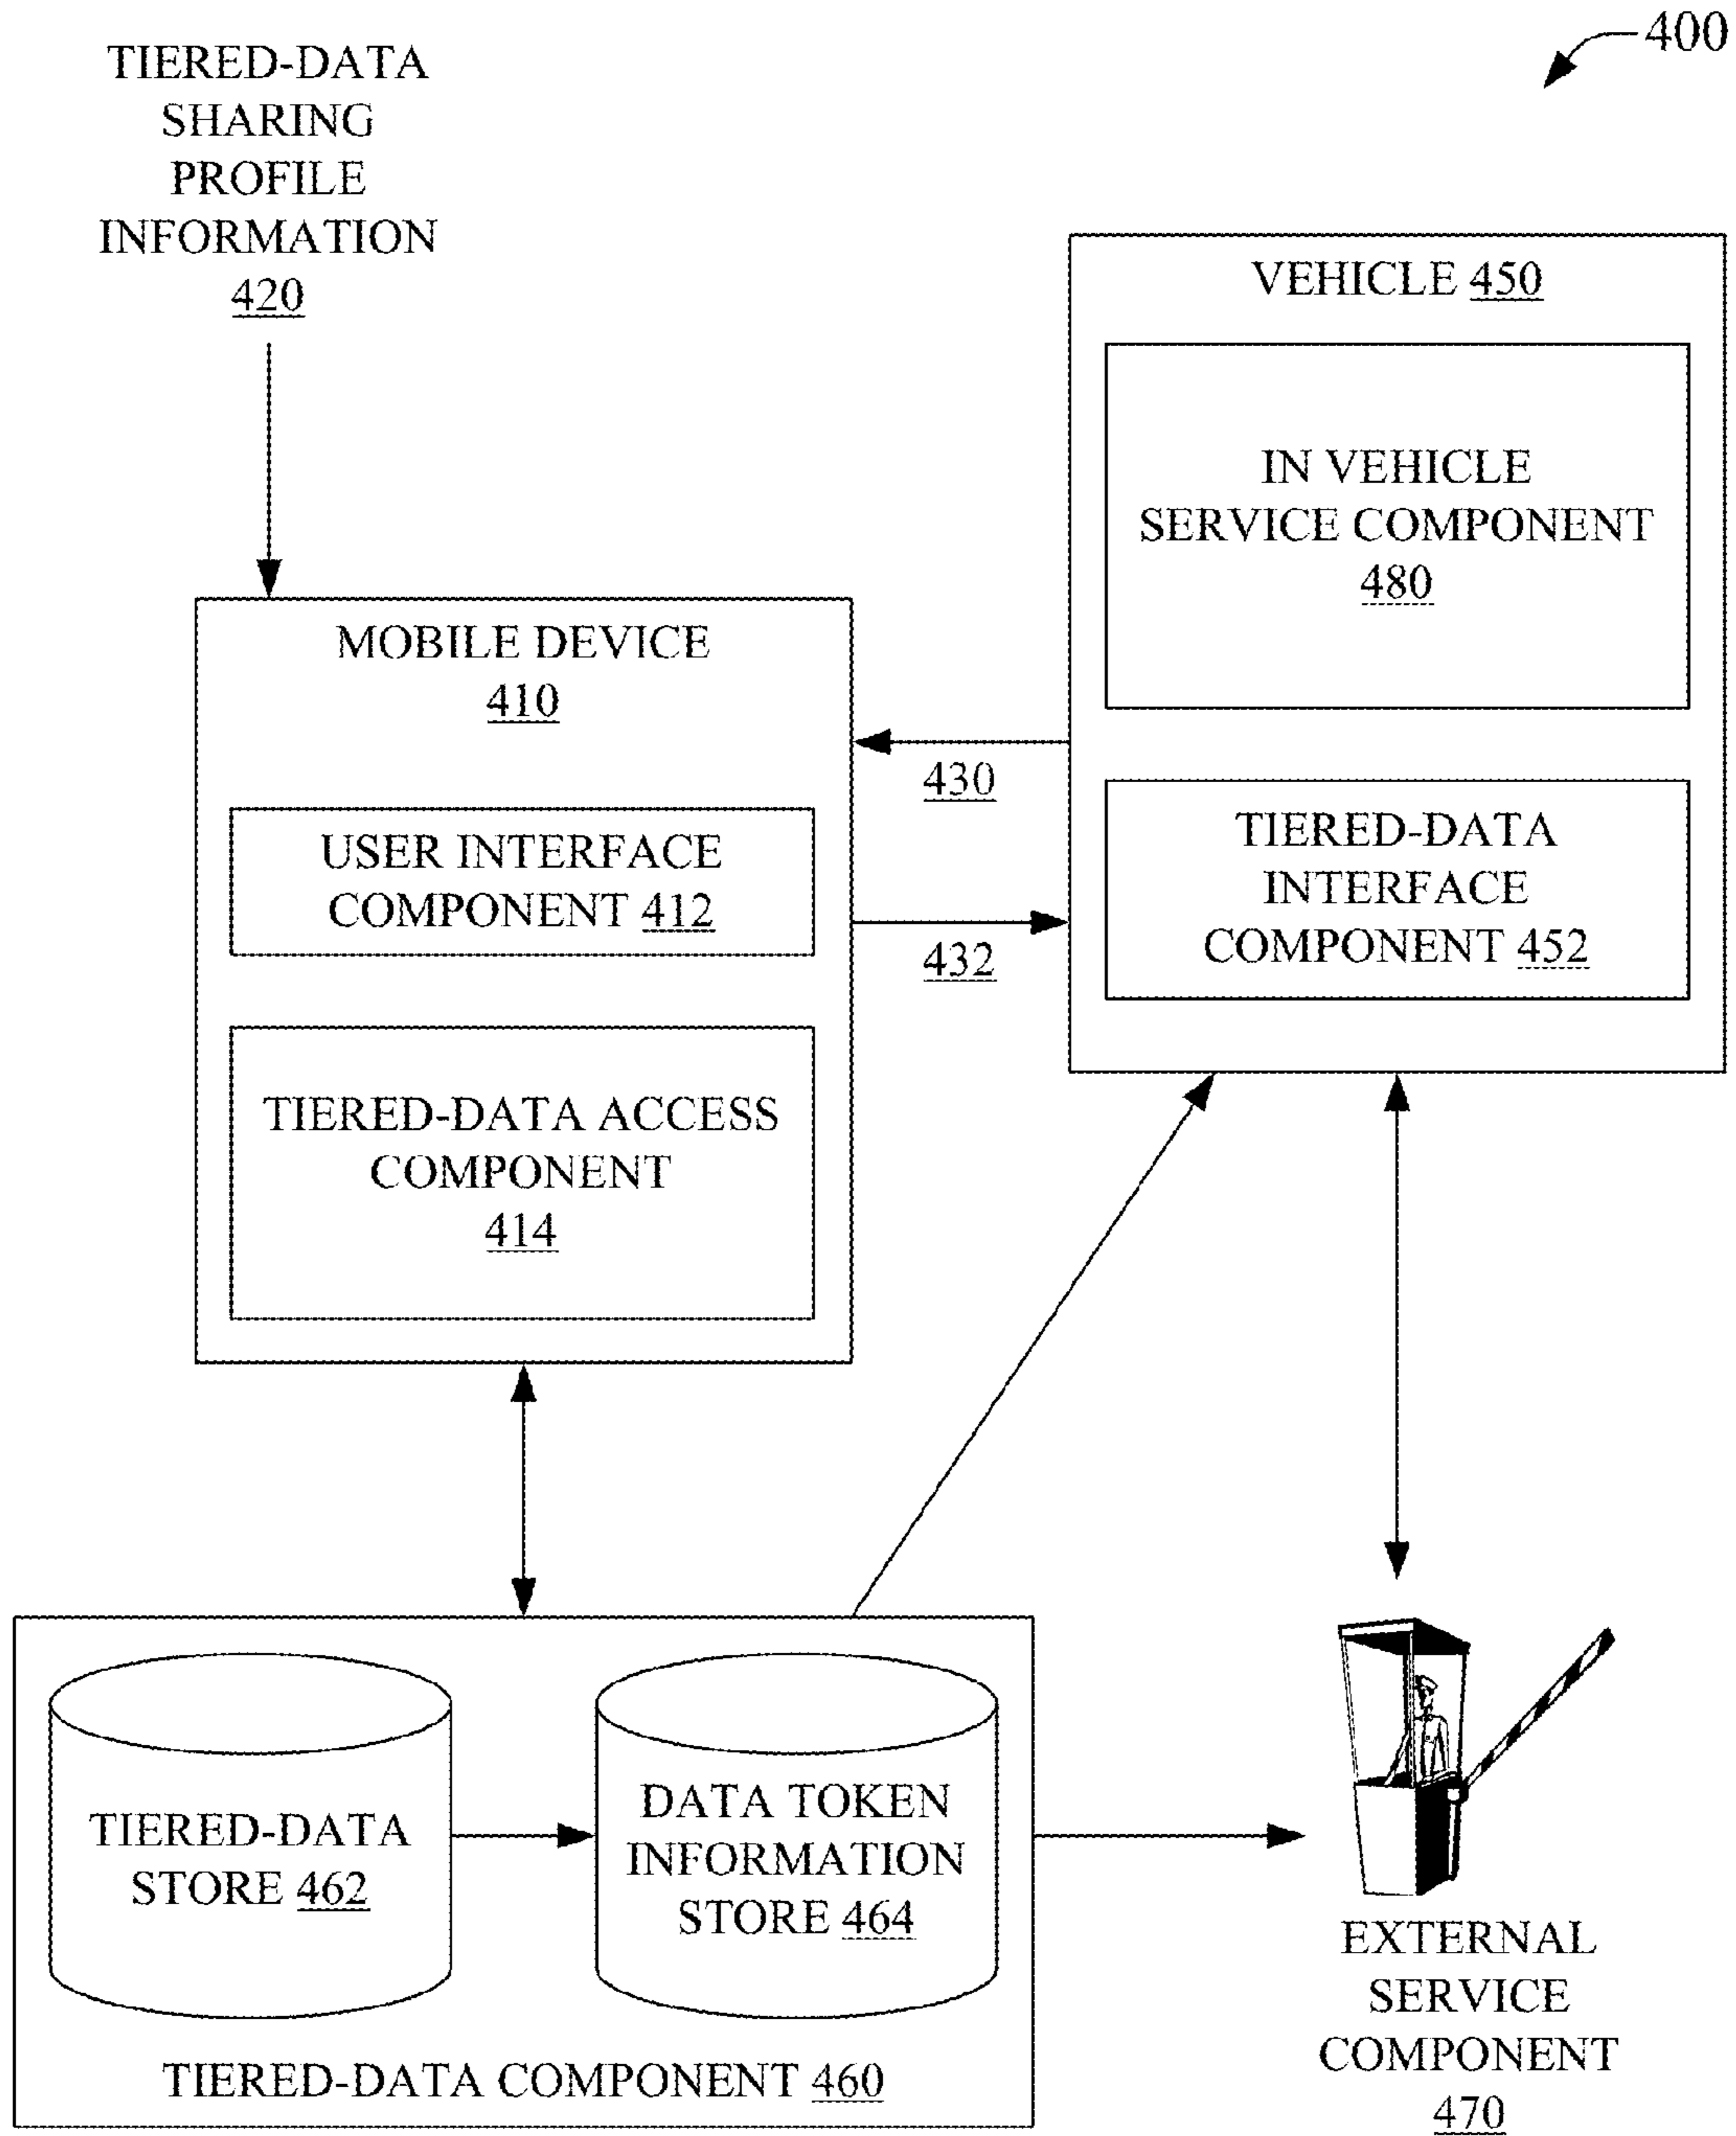 400
TIERED-DATA
SHARING
PROFILE
INFORMATION
420
VEHICLE 450
IN VEHICLE
SERVICE COMPONENT
480
MOBILE DEVICE
410
430
USER INTERFACE
COMPONENT 412
432
TIERED-DATA
INTERFACE
COMPONENT 452
TIERED-DATA ACCESS
COMPONENT
414
TIERED-DATA
STORE 462
DATA TOKEN
INFORMATION
STORE 464
TIERED-DATA COMPONENT 460
EXTERNAL
SERVICE
COMPONENT
470